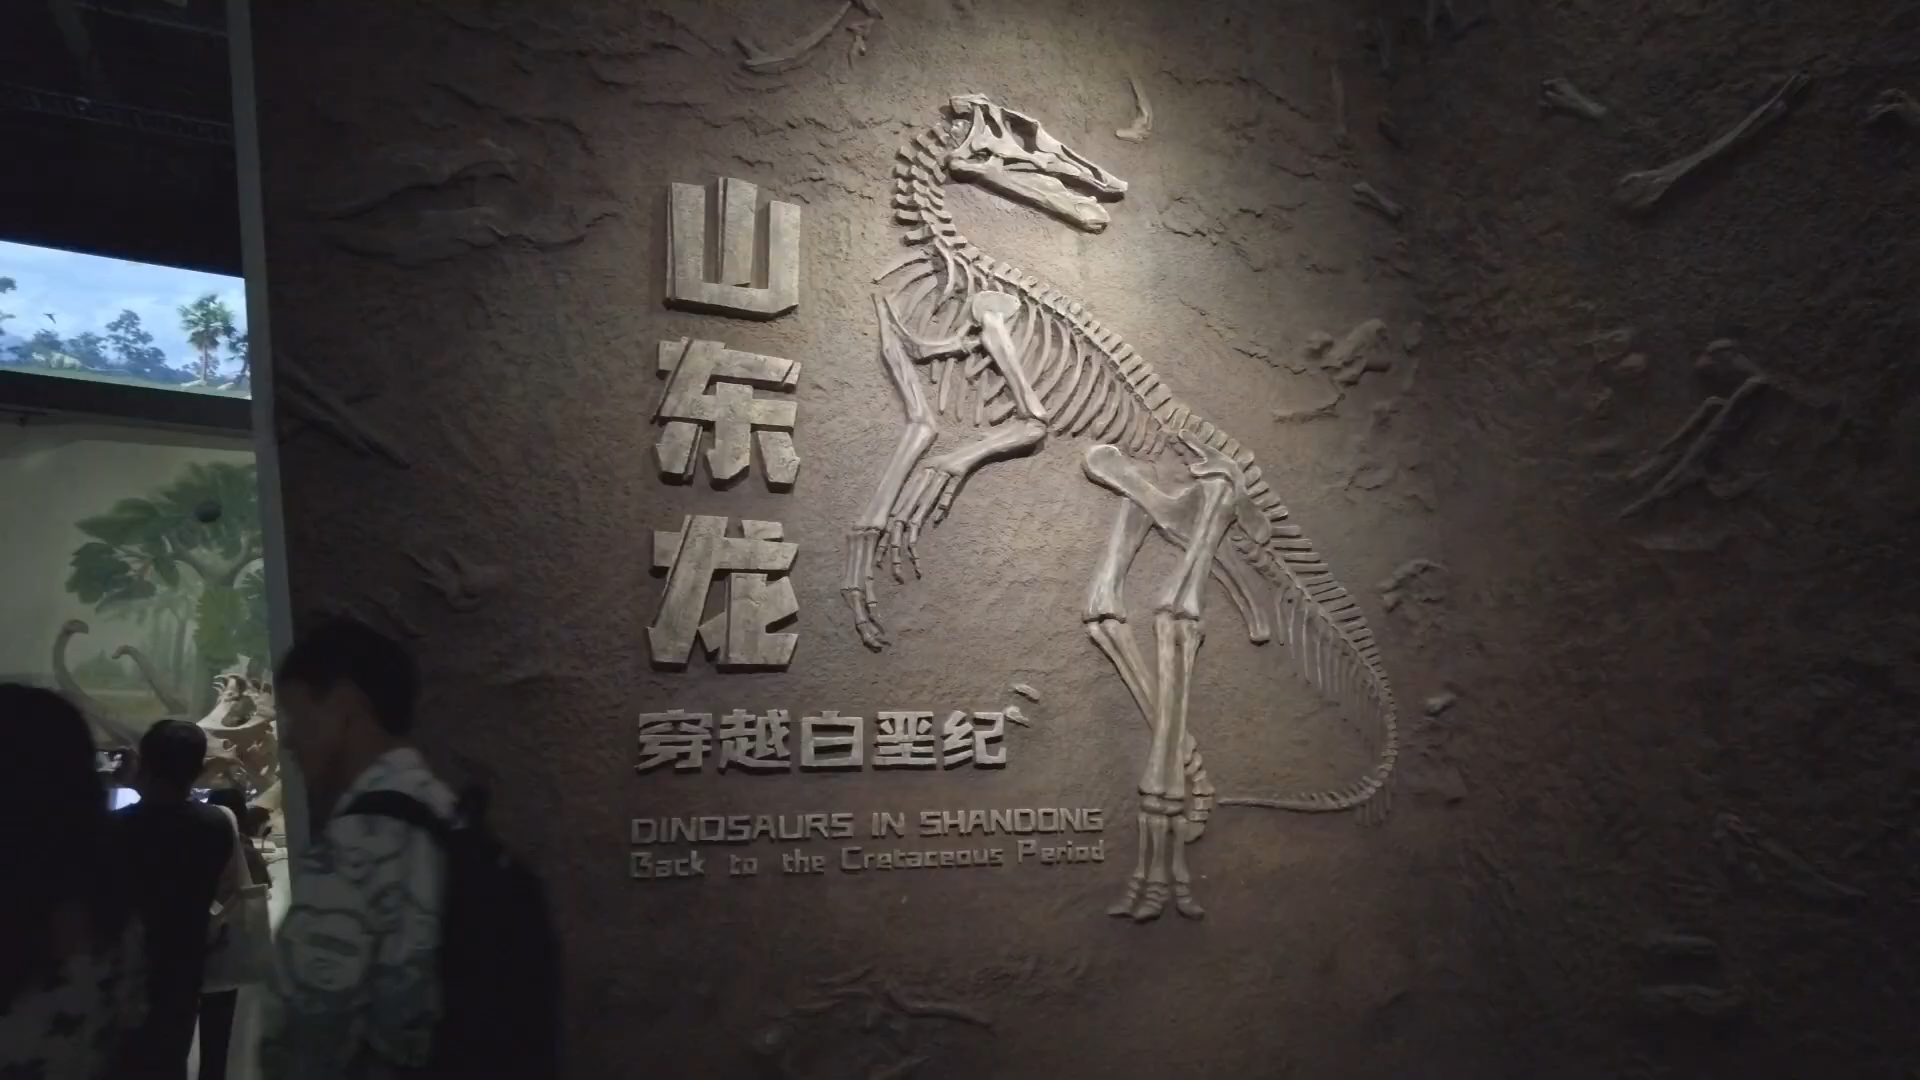 山东龙
穿越白垩纪
DINOSAURS IN SHANDONG
Back to the Cretaceous Period